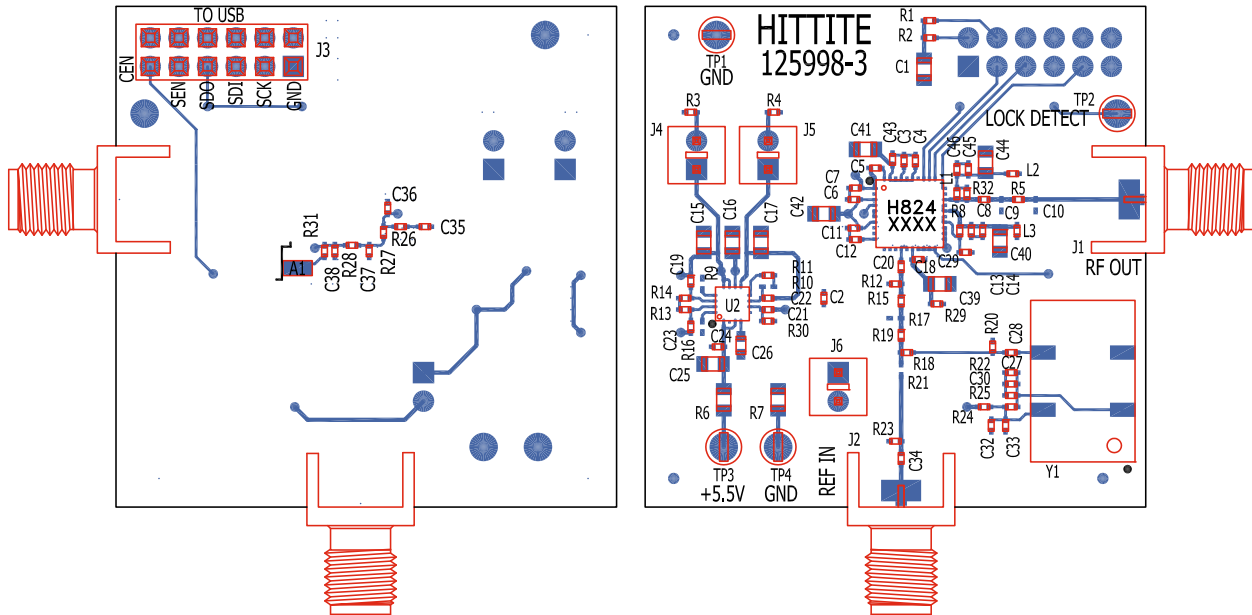 TO USB
J3
CEN
SEN
SDO
SDI
SCK
GND
C36
R31
R26
C35
A1
C38
R28
C37
R27
HITTITE
125998-3
TP1
GND
R1
R2
C1
TP2
LOCK DETECT
R3
R4
J4
J5
C41
C43
C3
C4
C46
C45
C44
C5
C7
C6
L1
L2
R32
R5
H824
XXXX
C42
R8
C8
C9
C10
L3
C11
C12
C15
C16
C17
J1
RF OUT
C20
C18
C29
C13
C14
C40
C19
R9
R11
R10
R12
R15
C39
R29
R14
R13
U2
C22
C21
R30
C2
C23
R16
C24
C26
C25
R17
R19
R18
R20
C28
R21
R22
C27
C30
R25
R24
J6
R6
R7
R23
C34
C32
C33
Y1
J2
REF IN
TP3
+5.5V
TP4
GND